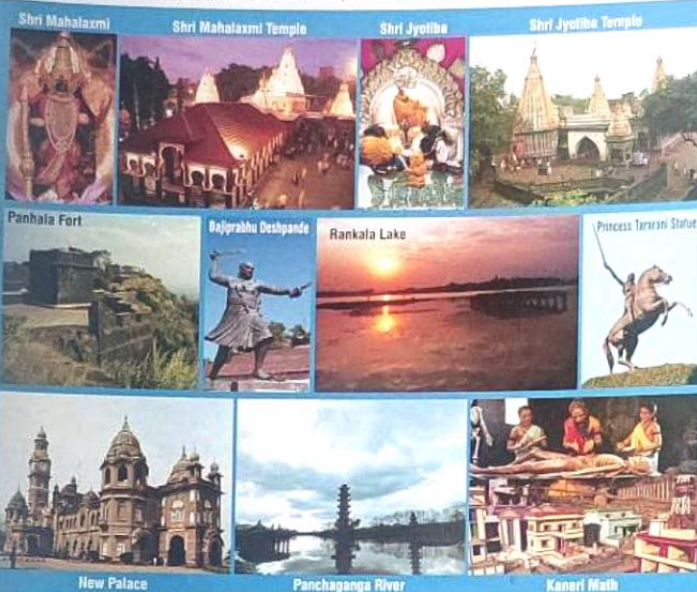 Shri Mahalaxmi
Shri Mahalaxmi Temple
Shri Jyotiba
Shri Jyotiba Temple
Panhala Fort
Bajiprabhu Deshpande
Rankala Lake
Princess Tararani Statue
New Palace
Panchaganga River
Kaneri Math